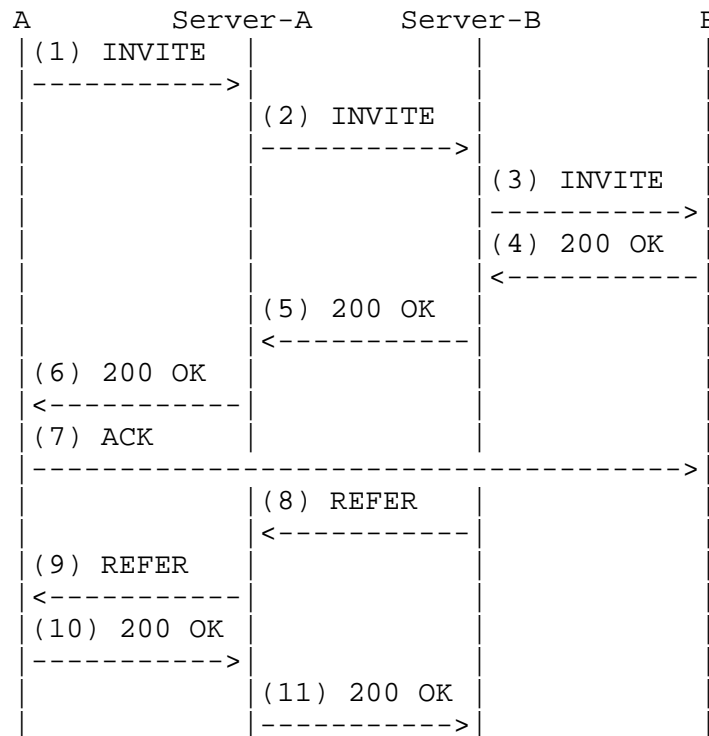 A Server-A Server-B
(1) INVITE
(2) INVITE
(3) INVITE
(4) 200 OK
(5) 200 OK
(6) 200 OK
(7) ACK
(8) REFER
(9) REFER
(10) 200 OK
(11) 200 OK